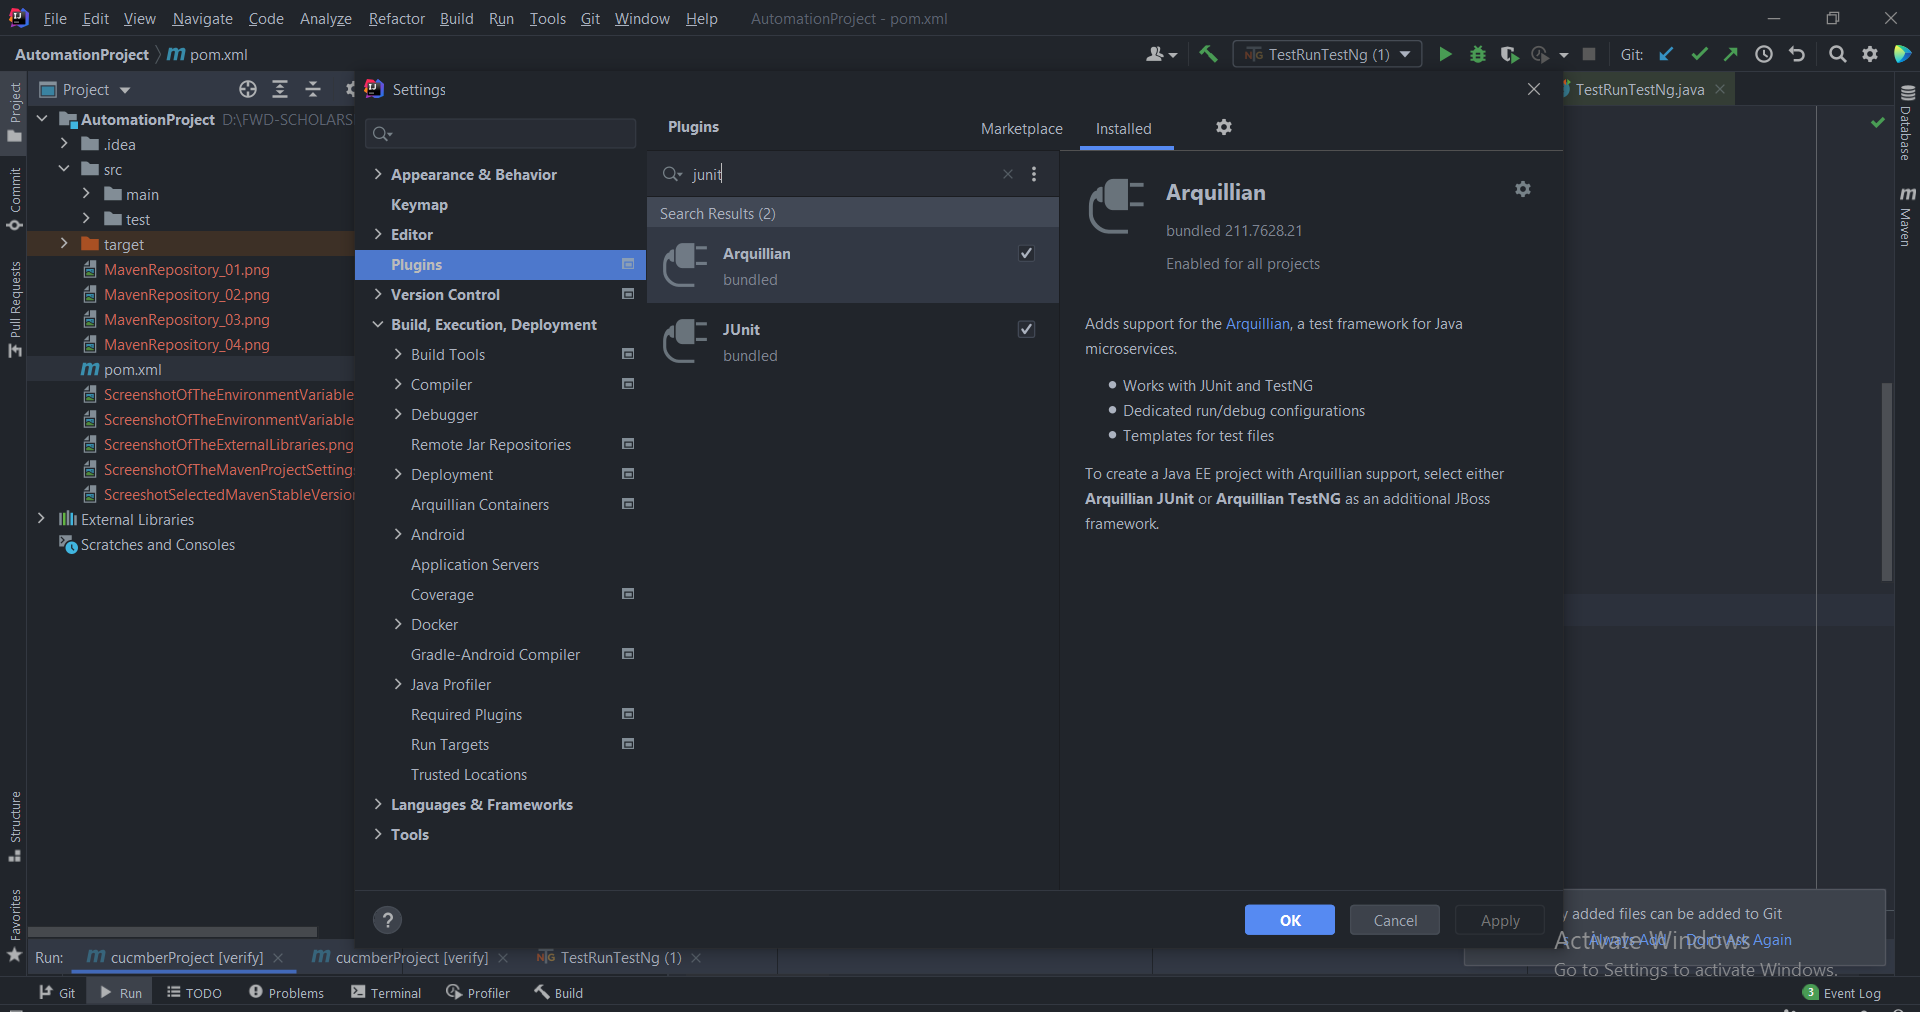 File Edit View Navigate Code Analyze Refactor Build Run Tools Git Window Help AutomationProject - pom.xml
AutomationProject pom.xml TestRunTestNg (1) Git:
Project
Commit
Pull Requests
Structure
Favorites
Project
AutomationProject D:\FWD-SCHOLARS
.idea
src
main
test
target
MavenRepository_01.png
MavenRepository_02.png
MavenRepository_03.png
MavenRepository_04.png
pom.xml
ScreenshotOfTheEnvironmentVariable
ScreenshotOfTheEnvironmentVariable
ScreenshotOfTheExternalLibraries.png
ScreenshotOfTheMavenProjectSetting
ScreeshotSelectedMavenStableVersion
External Libraries
Scratches and Consoles
Settings
Appearance & Behavior
Keymap
Editor
Plugins
Version Control
Build, Execution, Deployment
Build Tools
Compiler
Debugger
Remote Jar Repositories
Deployment
Arquillian Containers
Android
Application Servers
Coverage
Docker
Gradle-Android Compiler
Java Profiler
Required Plugins
Run Targets
Trusted Locations
Languages & Frameworks
Tools
Plugins Marketplace Installed
junit
Search Results (2)
Arquillian
bundled
JUnit
bundled
Arquillian
bundled 211.7628.21
Enabled for all projects
Adds support for the Arquillian, a test framework for Java
microservices.
Works with JUnit and TestNG
Dedicated run/debug configurations
Templates for test files
To create a Java EE project with Arquillian support, select either
Arquillian JUnit or Arquillian TestNG as an additional JBoss
framework.
? OK Cancel Apply
TestRunTestNg.java
Database
m Maven
y added files can be added to Git
Always Add Don't Ask Again
Activate Windows
Go to Settings to activate Windows.
Run: cucmberProject [verify] cucmberProject [verify] TestRunTestNg (1)
Git Run TODO Problems Terminal Profiler Build 3 Event Log